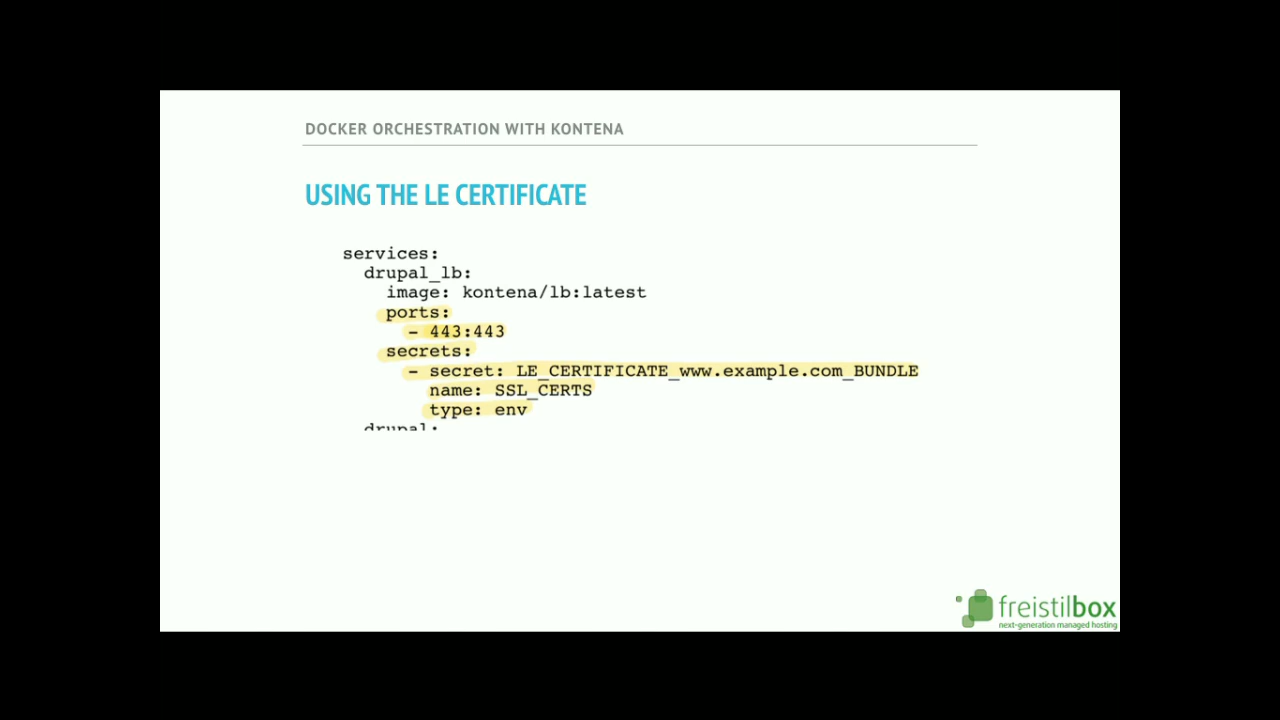 DOCKER ORCHESTRATION WITH KONTENA
USING THE LE CERTIFICATE
services:
drupal_lb:
image: kontena/lb:latest
ports:
- 443:443
secrets:
- secret: LE_CERTIFICATE_www.example.com_BUNDLE
name: SSL_CERTS
type: env
drupal:
freistilbox
next-generation managed hosting